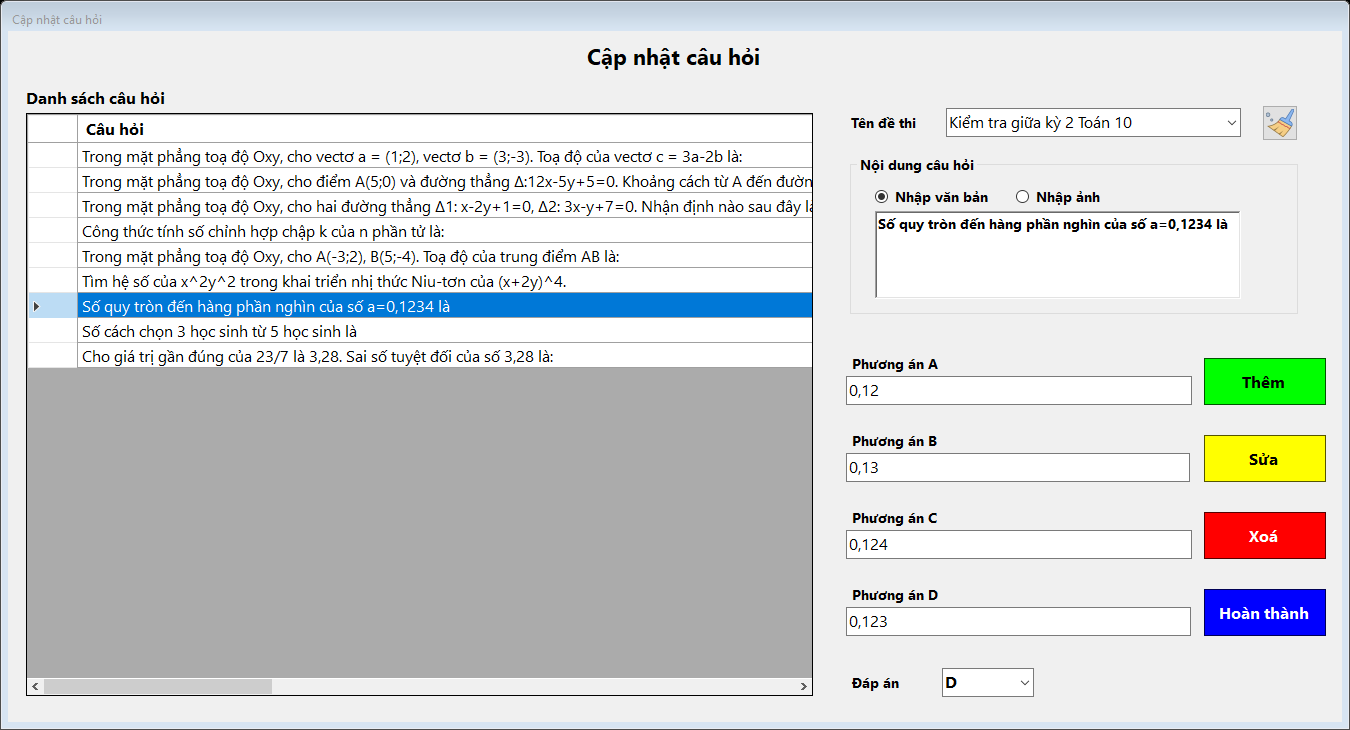 Cập nhật câu hỏi
Cập nhật câu hỏi
Danh sách câu hỏi
Câu hỏi
Trong mặt phẳng toạ độ Oxy, cho vectơ a = (1;2), vectơ b = (3;-3). Toạ độ của vectơ c = 3a-2b là:
Trong mặt phẳng toạ độ Oxy, cho điểm A(5;0) và đường thẳng Δ:12x-5y+5=0. Khoảng cách từ A đến đườn
Trong mặt phẳng toạ độ Oxy, cho hai đường thẳng Δ1: x-2y+1=0, Δ2: 3x-y+7=0. Nhận định nào sau đây l
Công thức tính số chỉnh hợp chập k của n phần tử là:
Trong mặt phẳng toạ độ Oxy, cho A(-3;2), B(5;-4). Toạ độ của trung điểm AB là:
Tìm hệ số của x^2y^2 trong khai triển nhị thức Niu-tơn của (x+2y)^4.
Số quy tròn đến hàng phần nghìn của số a=0,1234 là
Số cách chọn 3 học sinh từ 5 học sinh là
Cho giá trị gần đúng của 23/7 là 3,28. Sai số tuyệt đối của số 3,28 là:
Tên đề thi
Kiểm tra giữa kỳ 2 Toán 10
Nội dung câu hỏi
Nhập văn bản
Nhập ảnh
Số quy tròn đến hàng phần nghìn của số a=0,1234 là
Phương án A
0,12
Thêm
Phương án B
0,13
Sửa
Phương án C
0,124
Xoá
Phương án D
0,123
Hoàn thành
Đáp án
D